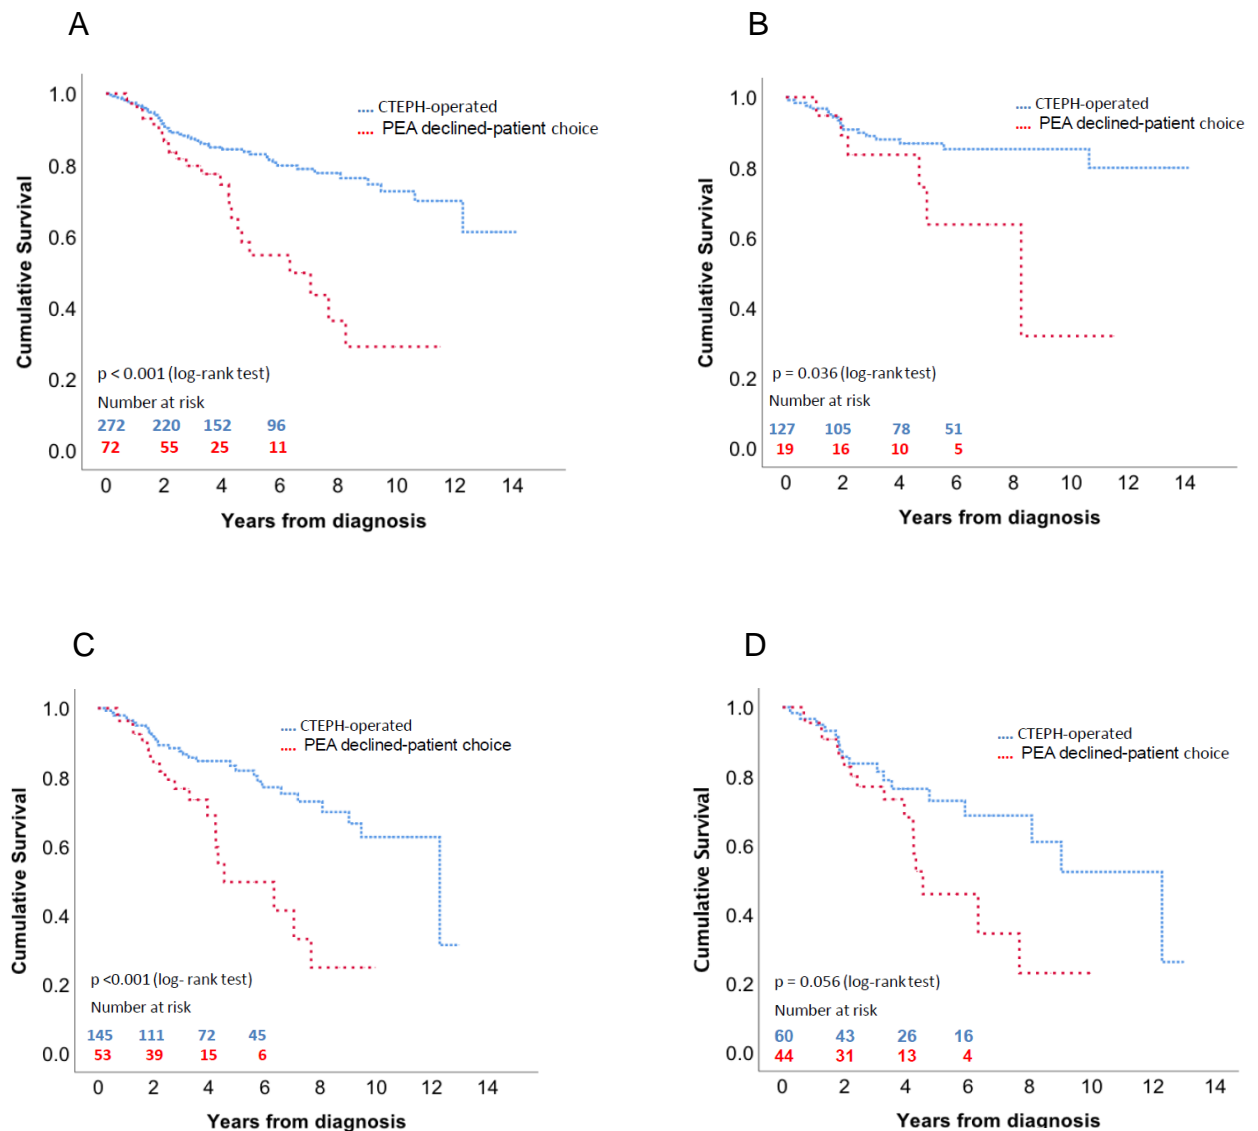 A
CTEPH-operated
PEA declined-patient choice
1.0
0.8
0.6
0.4
0.2
0.0
Cumulative Survival
p < 0.001 (log-rank test)
Number at risk
272 220 152 96
72 55 25 11
0 2 4 6 8 10 12 14
Years from diagnosis
B
CTEPH-operated
PEA declined-patient choice
1.0
0.8
0.6
0.4
0.2
0.0
Cumulative Survival
p = 0.036 (log-rank test)
Number at risk
127 105 78 51
19 16 10 5
0 2 4 6 8 10 12 14
Years from diagnosis
C
CTEPH-operated
PEA declined-patient choice
1.0
0.8
0.6
0.4
0.2
0.0
Cumulative Survival
p <0.001 (log- rank test)
Number at risk
145 111 72 45
53 39 15 6
0 2 4 6 8 10 12 14
Years from diagnosis
D
CTEPH-operated
PEA declined-patient choice
1.0
0.8
0.6
0.4
0.2
0.0
Cumulative Survival
p = 0.056 (log-rank test)
Number at risk
60 43 26 16
44 31 13 4
0 2 4 6 8 10 12 14
Years from diagnosis